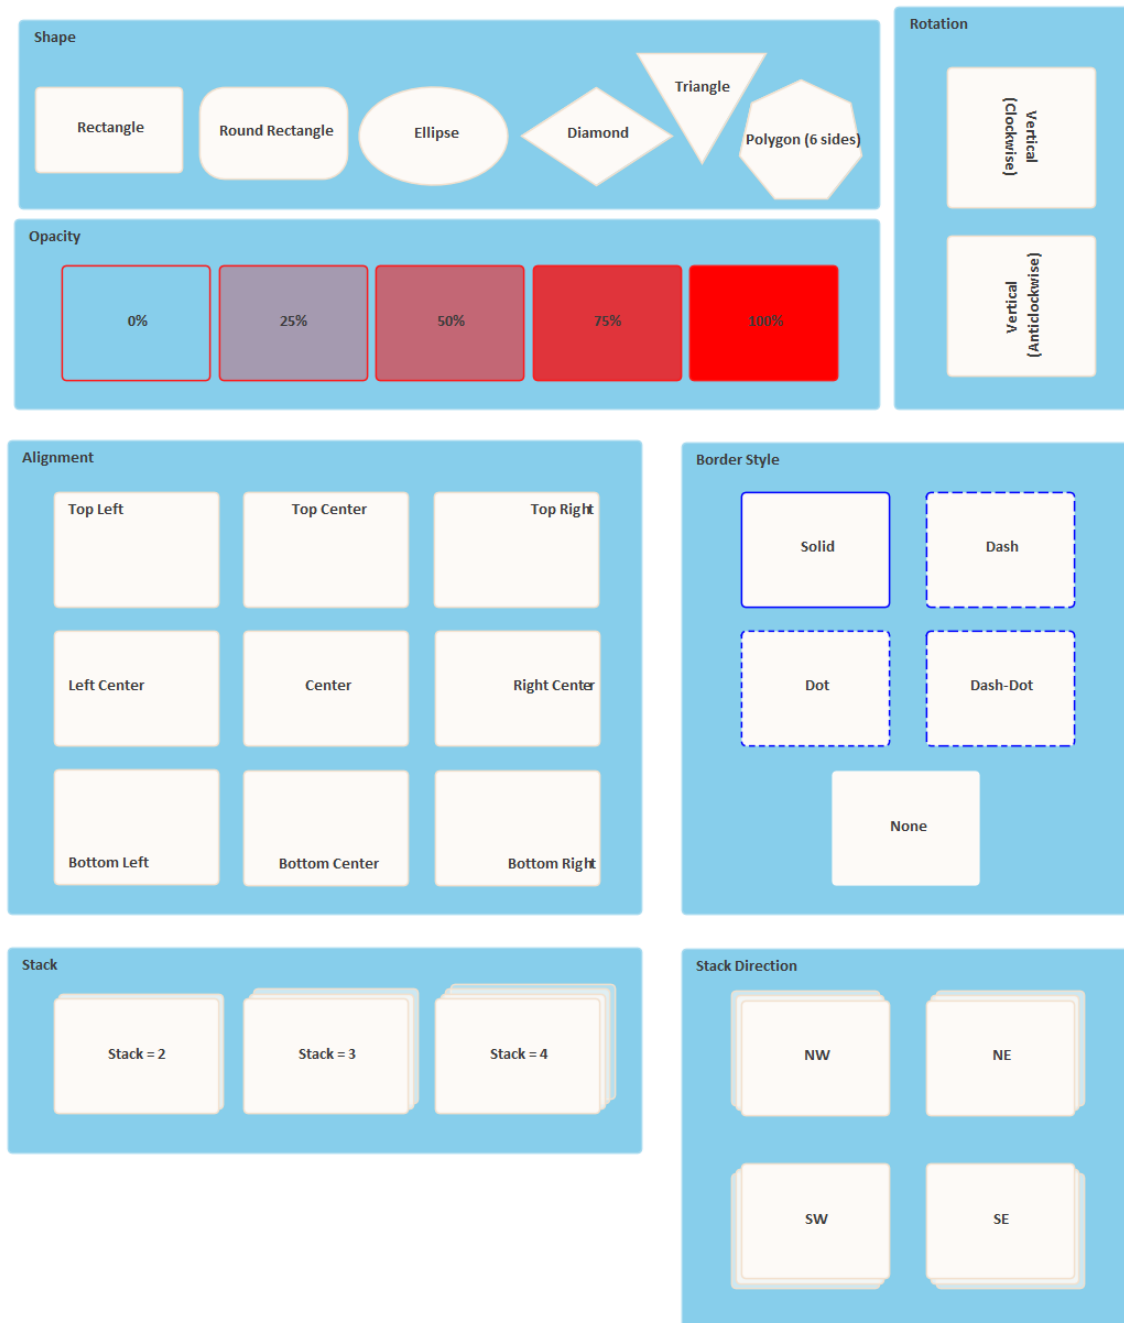 Shape
Rectangle
Round Rectangle
Ellipse
Diamond
Triangle
Polygon (6 sides)
Rotation
Vertical
(Clockwise)
Vertical
(Anticlockwise)
Opacity
0%
25%
50%
75%
100%
Alignment
Top Left
Top Center
Top Right
Left Center
Center
Right Center
Bottom Left
Bottom Center
Bottom Right
Border Style
Solid
Dash
Dot
Dash-Dot
None
Stack
Stack = 2
Stack = 3
Stack = 4
Stack Direction
NW
NE
SW
SE